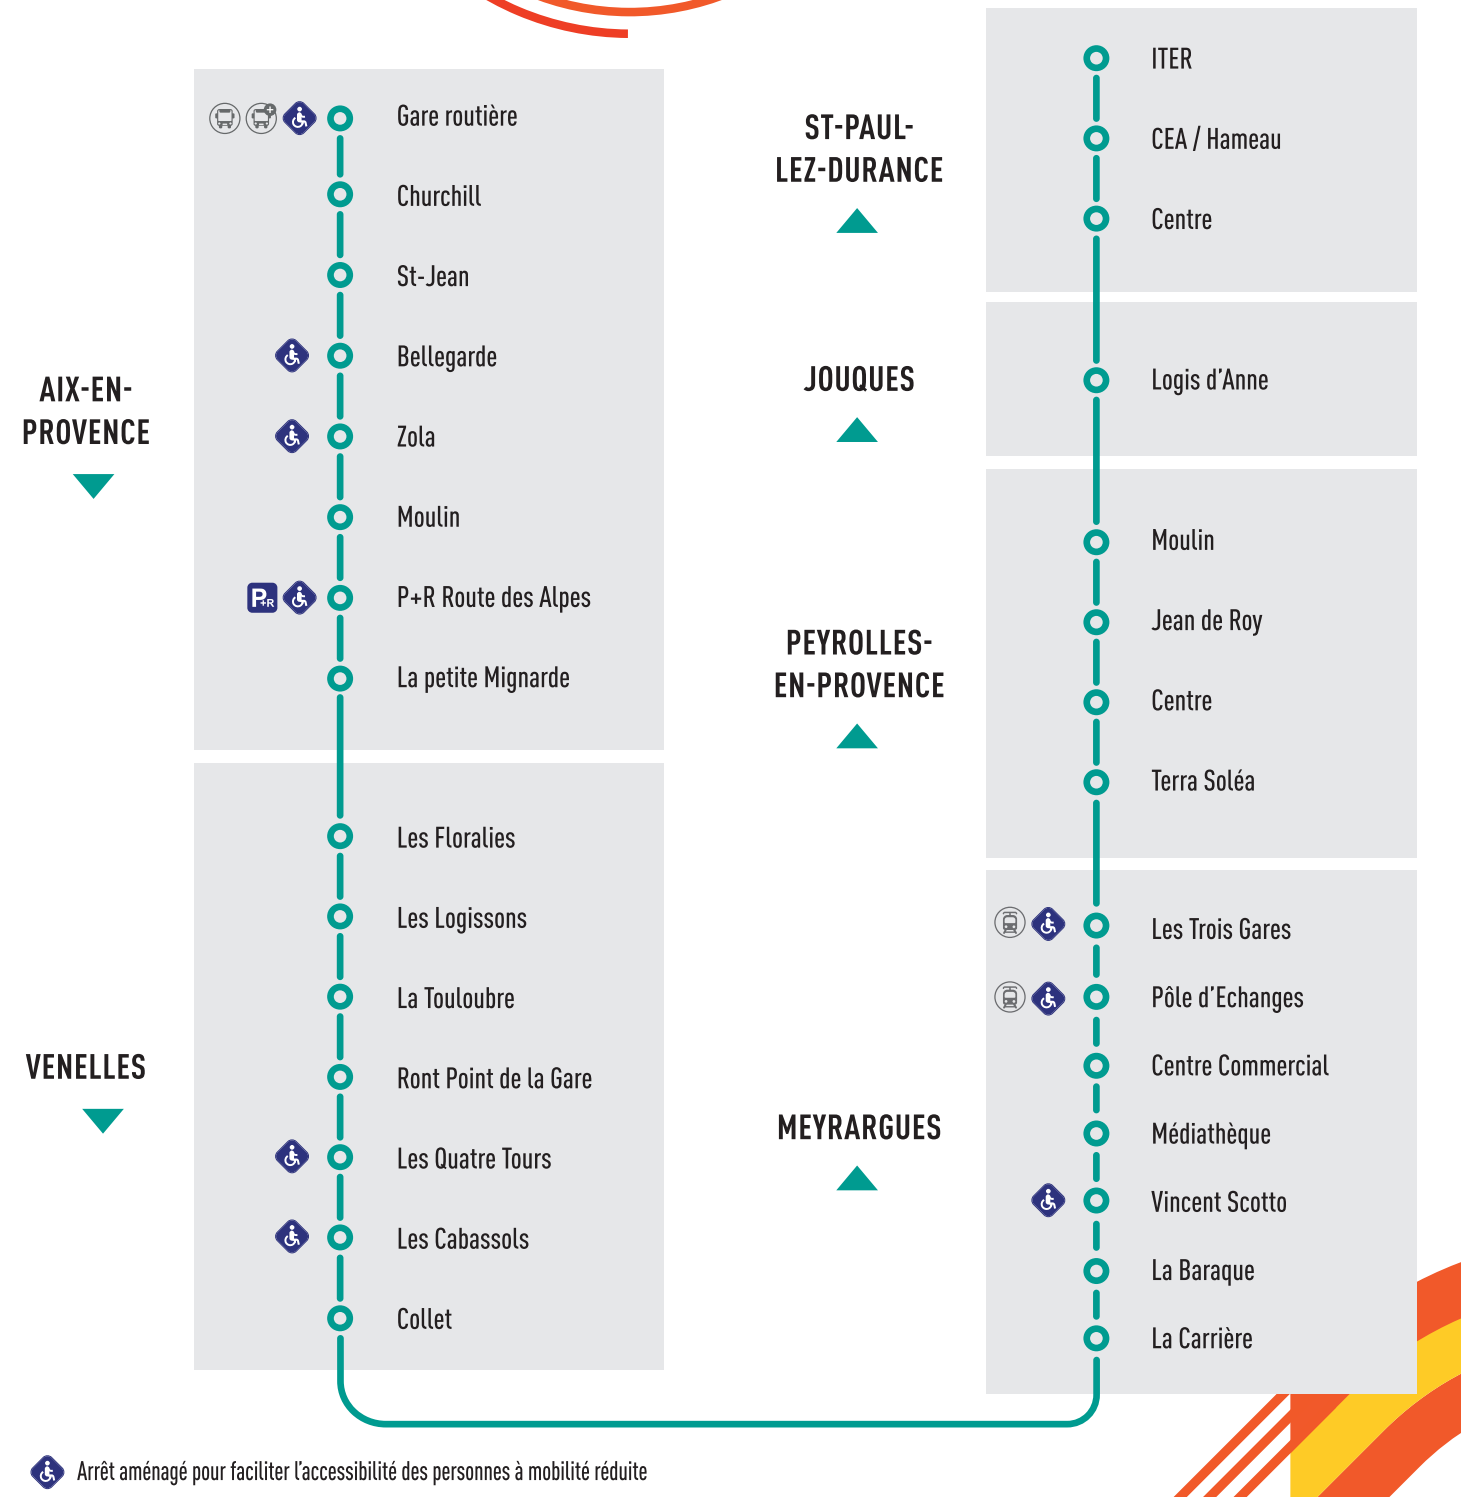 AIX-EN-
PROVENCE
Gare routière
Churchill
St-Jean
Bellegarde
Zola
Moulin
P+R
P+R Route des Alpes
La petite Mignarde
VENELLES
Les Floralies
Les Logissons
La Touloubre
Ront Point de la Gare
Les Quatre Tours
Les Cabassols
Collet
ST-PAUL-
LEZ-DURANCE
ITER
CEA / Hameau
Centre
JOUQUES
Logis d’Anne
PEYROLLES-
EN-PROVENCE
Moulin
Jean de Roy
Centre
Terra Soléa
MEYRARGUES
Les Trois Gares
Pôle d’Echanges
Centre Commercial
Médiathèque
Vincent Scotto
La Baraque
La Carrière
Arrêt aménagé pour faciliter l’accessibilité des personnes à mobilité réduite